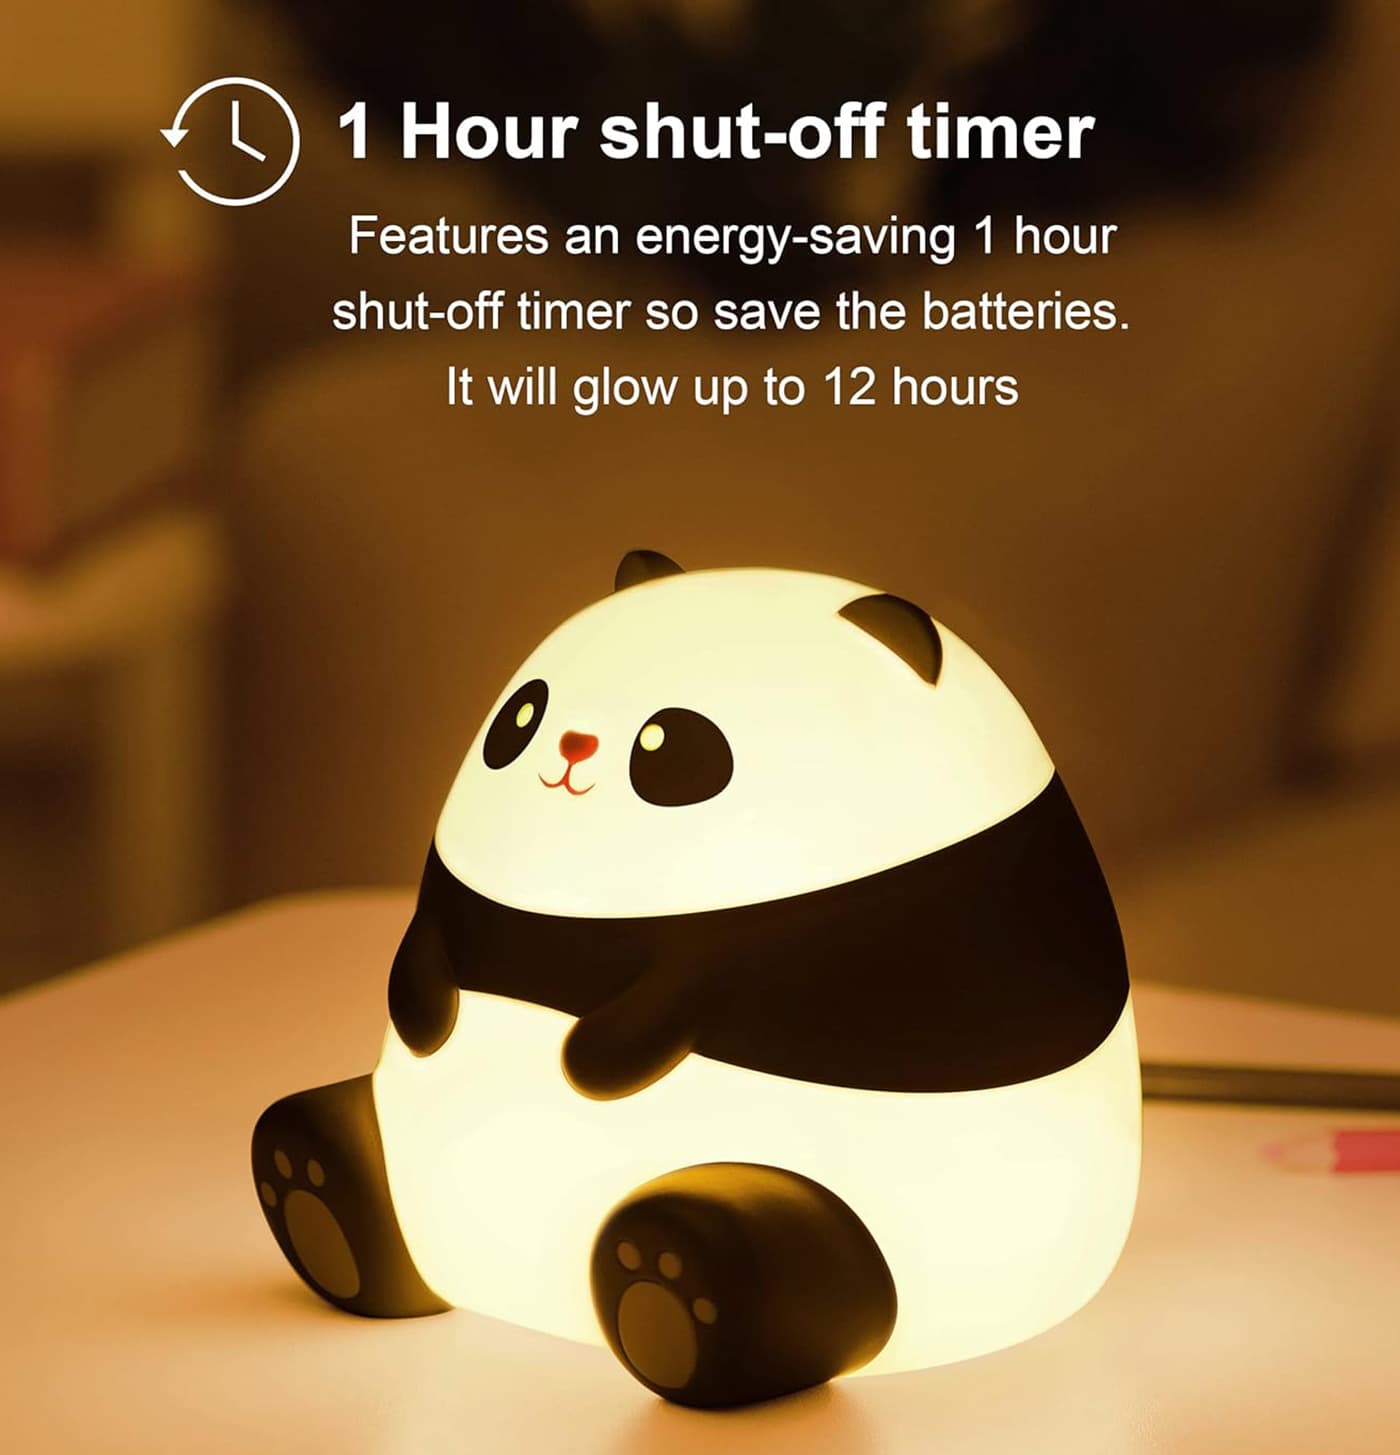 1 Hour shut-off timer
Features an energy-saving 1 hour
shut-off timer so save the batteries.
It will glow up to 12 hours